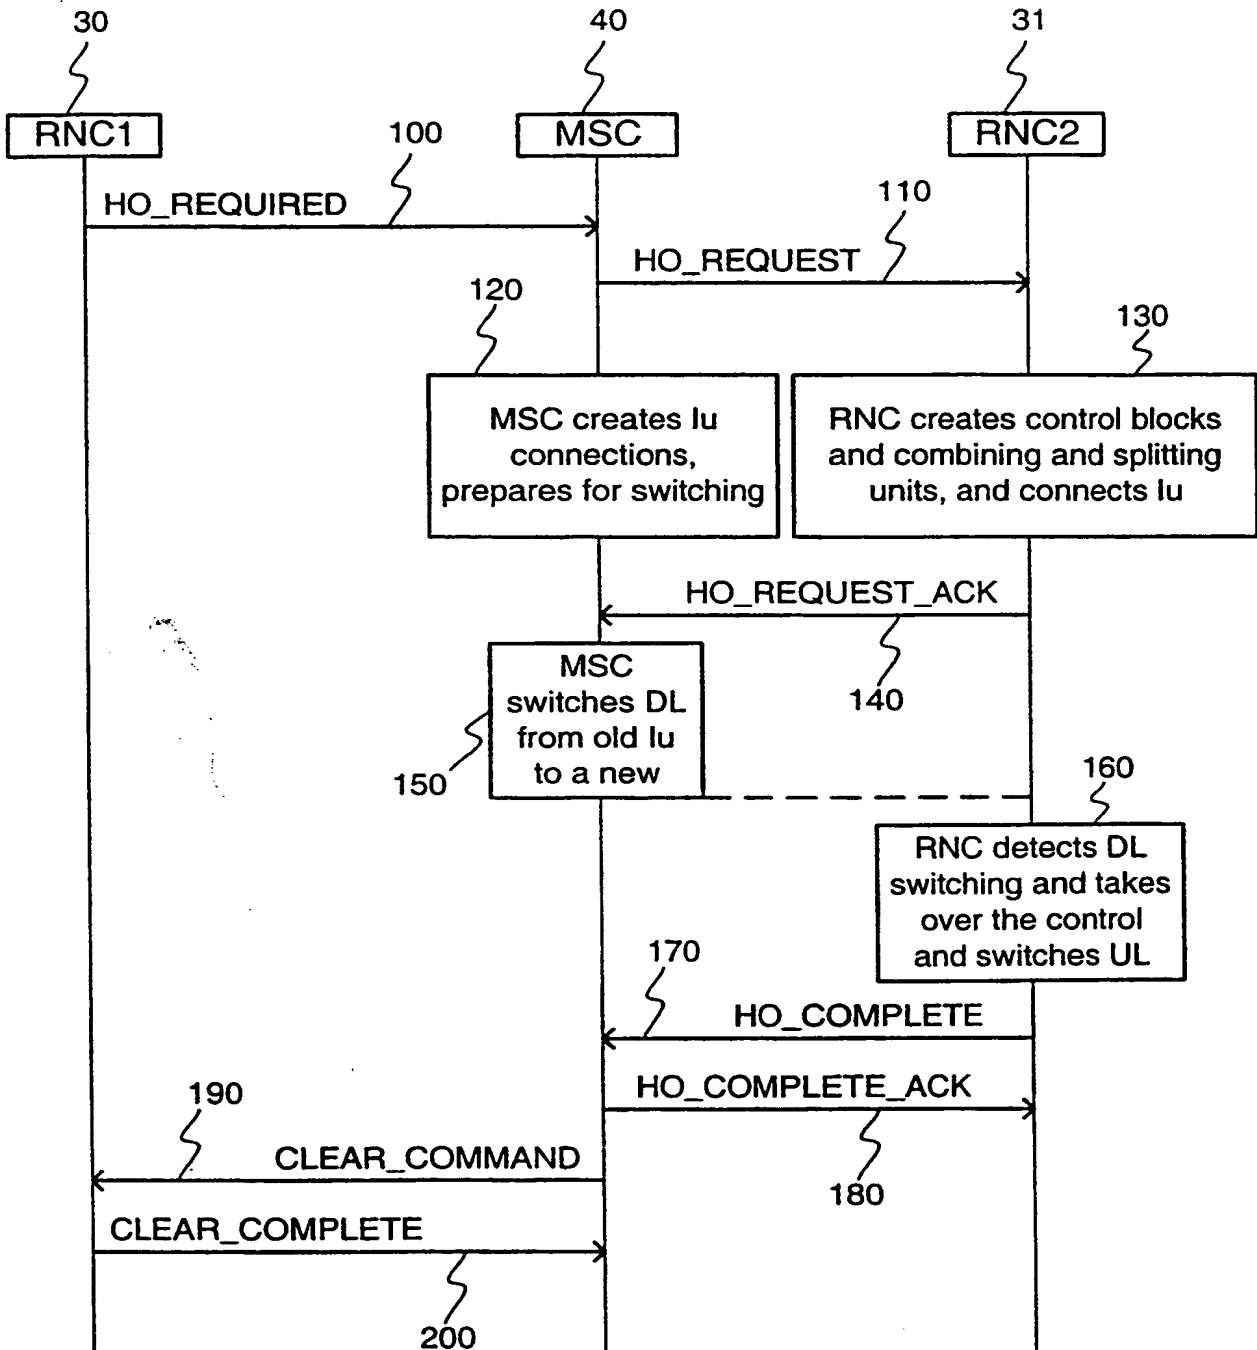 30
40
31
RNC1
MSC
RNC2
100
HO_REQUIRED
110
HO_REQUEST
120
130
MSC creates Iu
connections,
prepares for switching
RNC creates control blocks
and combining and splitting
units, and connects Iu
HO_REQUEST_ACK
140
MSC
switches DL
from old Iu
to a new
150
160
RNC detects DL
switching and takes
over the control
and switches UL
170
HO_COMPLETE
HO_COMPLETE_ACK
180
190
CLEAR_COMMAND
CLEAR_COMPLETE
200